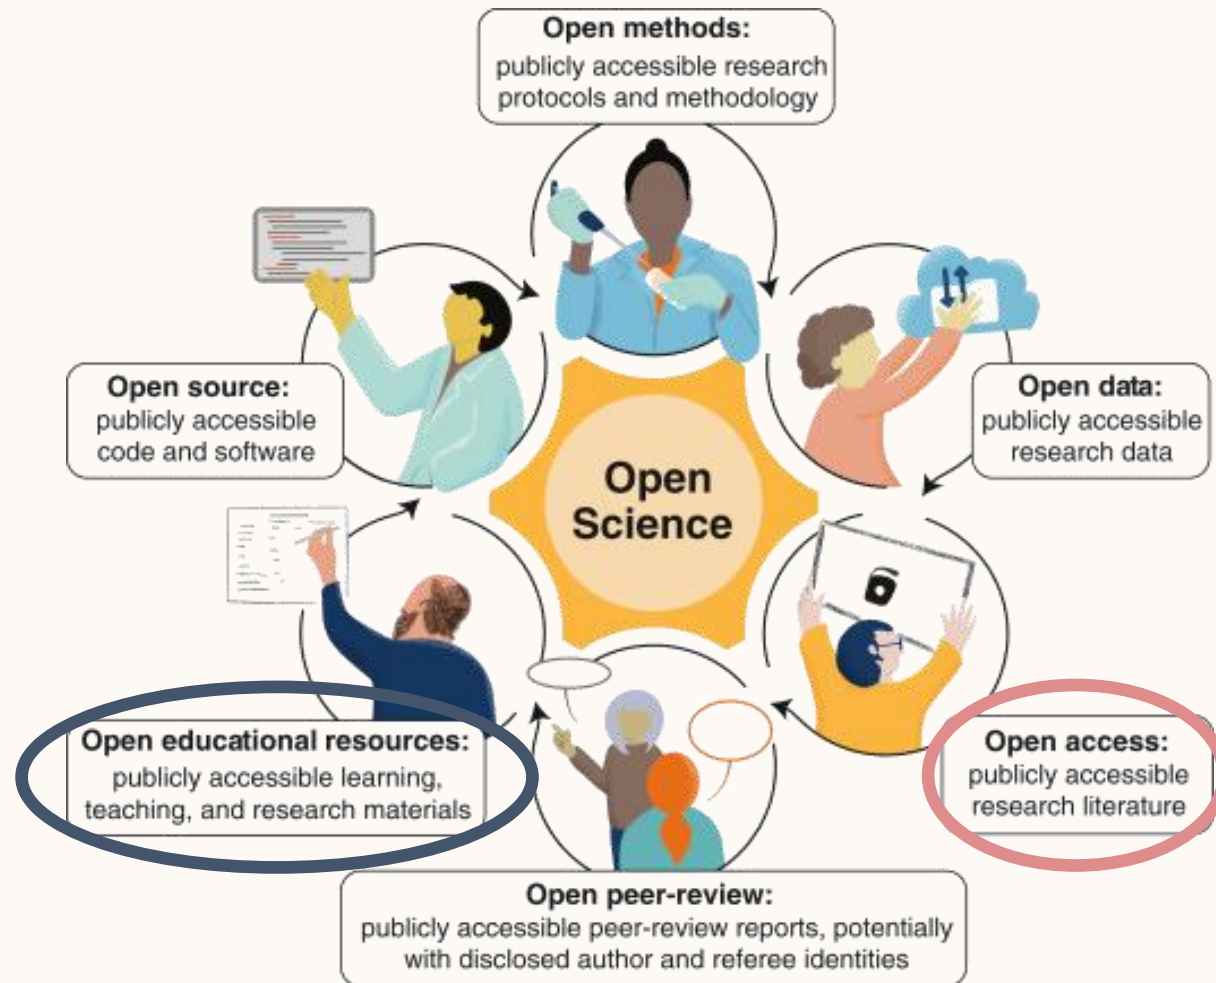 Open methods:
publicly accessible research
protocols and methodology
Open source:
publicly accessible
code and software
Open data:
publicly accessible
research data
Open
Science
Open educational resources:
publicly accessible learning,
teaching, and research materials
Open access:
publicly accessible
research literature
Open peer-review:
publicly accessible peer-review reports, potentially
with disclosed author and referee identities